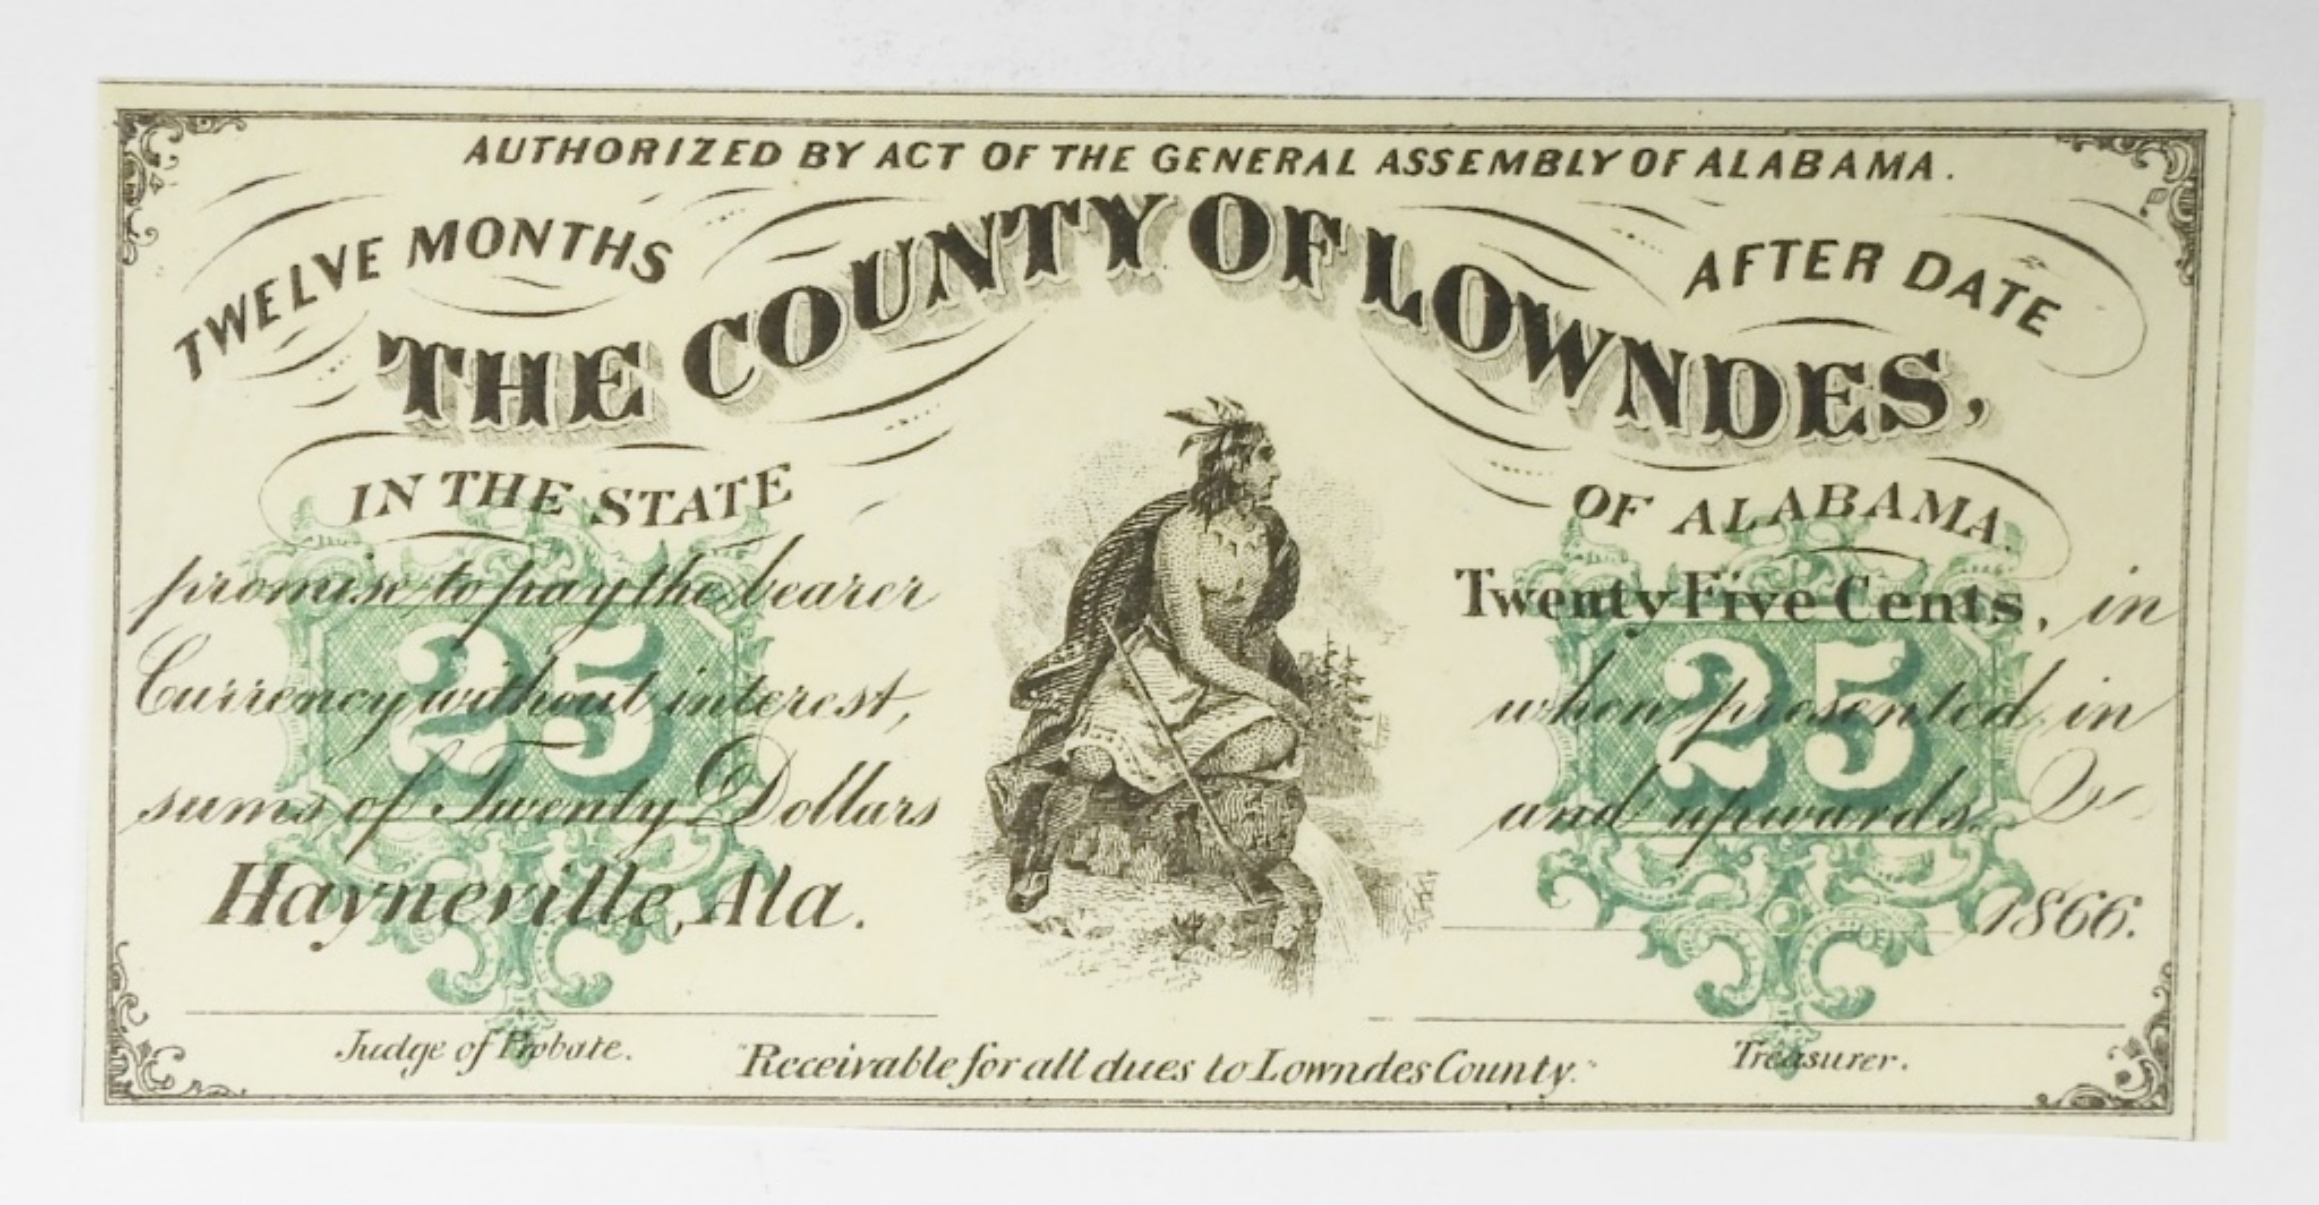 AUTHORIZED BY ACT OF THE GENERAL ASSEMBLY OF ALABAMA.
TWELVE MONTHS AFTER DATE
THE COUNTY OF LOWNDES,
IN THE STATE OF ALABAMA.
promise to pay the bearer Twenty Five Cents, in
Currency without interest, when presented in
25 25
sums of Twenty Dollars and upwards.
Hayneville, Ala. 1866.
Judge of Probate. Treasurer.
"Receivable for all dues to Lowndes County."